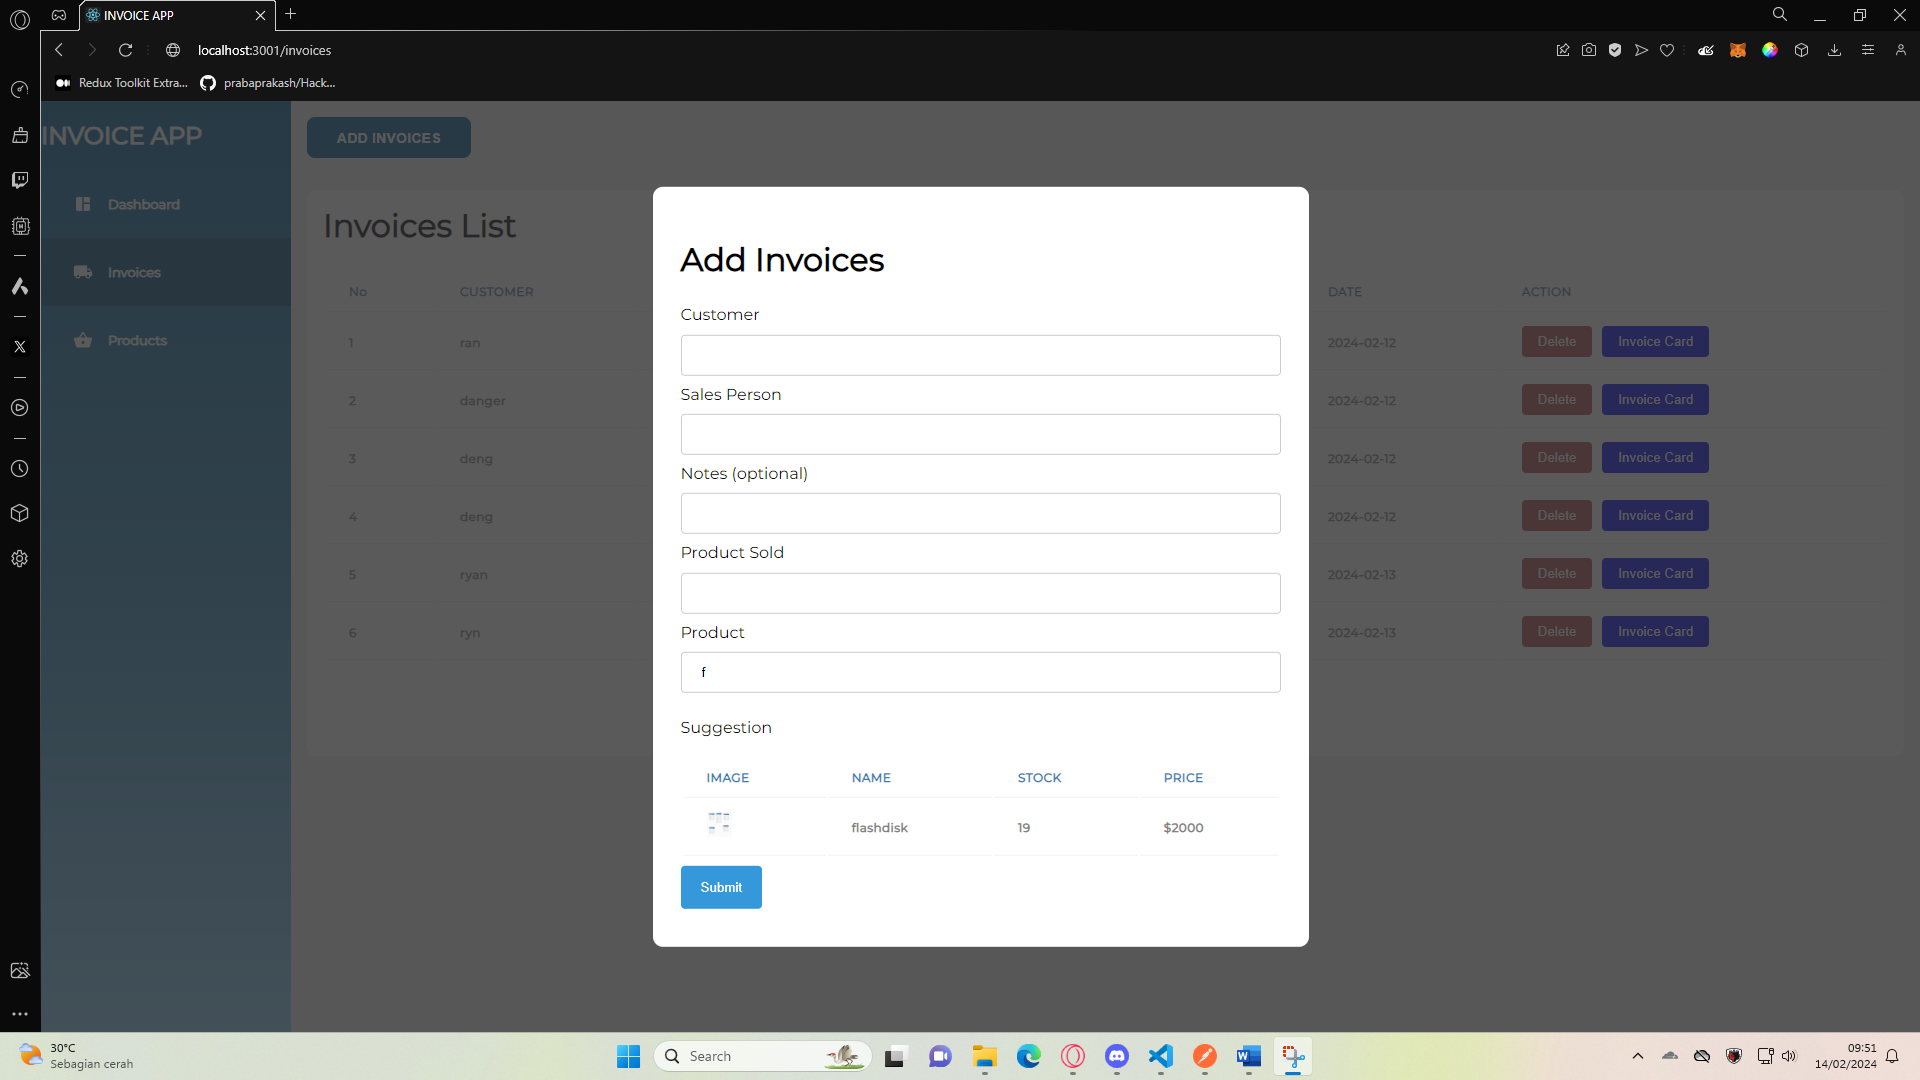 INVOICE APP
localhost:3001/invoices
Redux Toolkit Extra...
prabaprakash/Hack...
INVOICE APP
Dashboard
Invoices
Products
ADD INVOICES
Invoices List
No CUSTOMER DATE ACTION
1 ran 2024-02-12 Delete Invoice Card
2 danger 2024-02-12 Delete Invoice Card
3 deng 2024-02-12 Delete Invoice Card
4 deng 2024-02-12 Delete Invoice Card
5 ryan 2024-02-13 Delete Invoice Card
6 ryn 2024-02-13 Delete Invoice Card
Add Invoices
Customer
Sales Person
Notes (optional)
Product Sold
Product
f
Suggestion
IMAGE NAME STOCK PRICE
flashdisk 19 $2000
Submit
30°C
Sebagian cerah
Search
09:51
14/02/2024